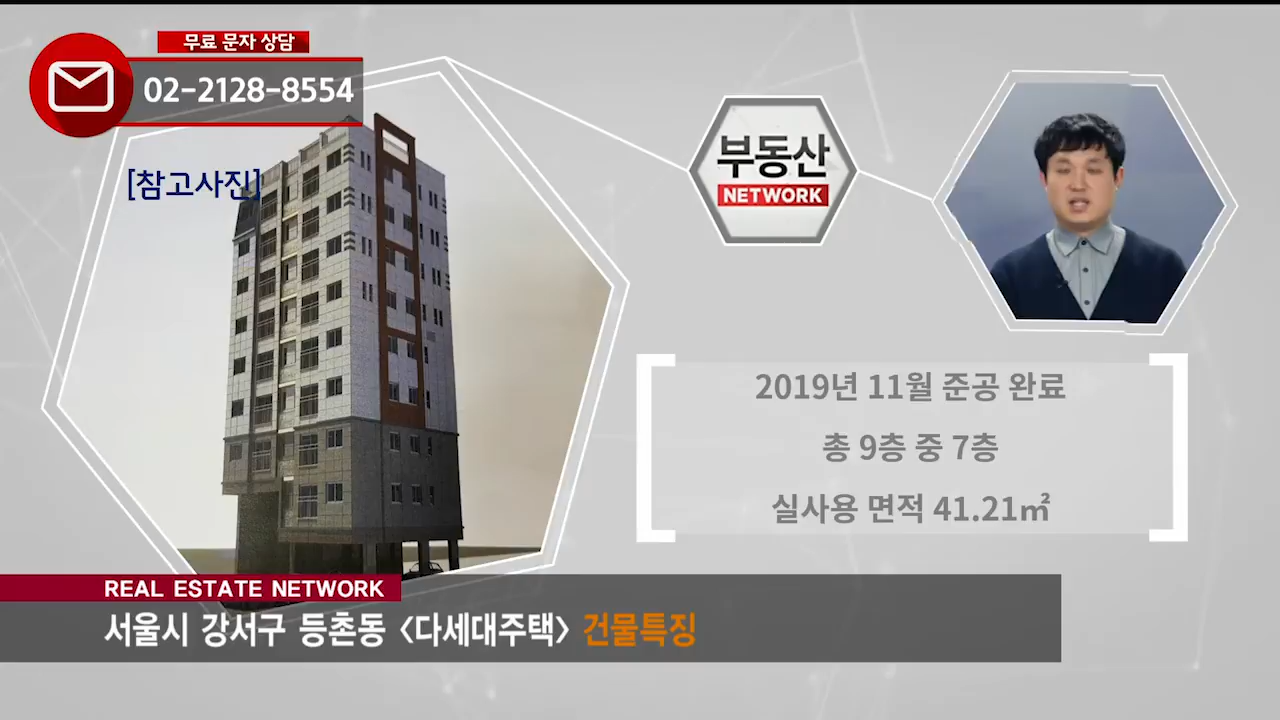 무료 문자 상담
02-2128-8554
[참고사진]
부동산
NETWORK
2019년 11월 준공 완료
총 9층 중 7층
실사용 면적 41.21㎡
REAL ESTATE NETWORK
서울시 강서구 등촌동 <다세대주택> 건물특징